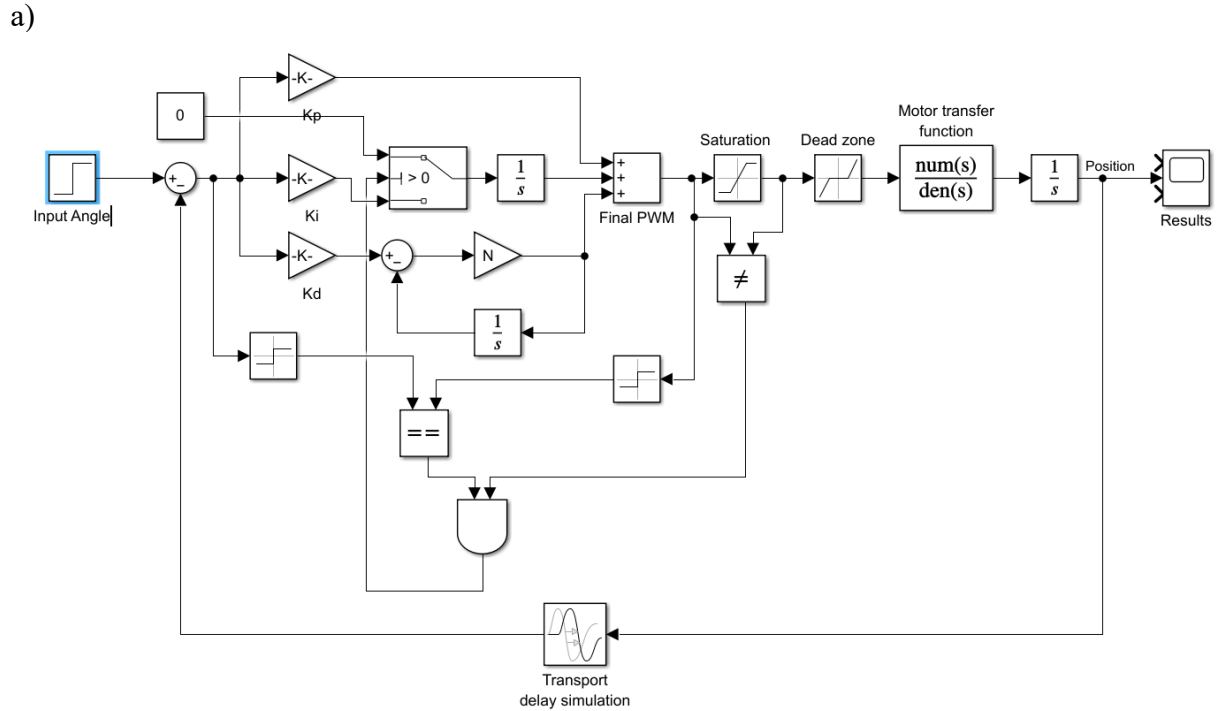 a)
-K-
Kp
0
Motor transfer
function
Saturation
Dead zone
+
-
-K-
Ki
> 0
1
s
+
+
+
Final PWM
num(s)
den(s)
1
s
Position
Results
Input Angle
-K-
Kd
+
-
N
≠
1
s
==
Transport
delay simulation